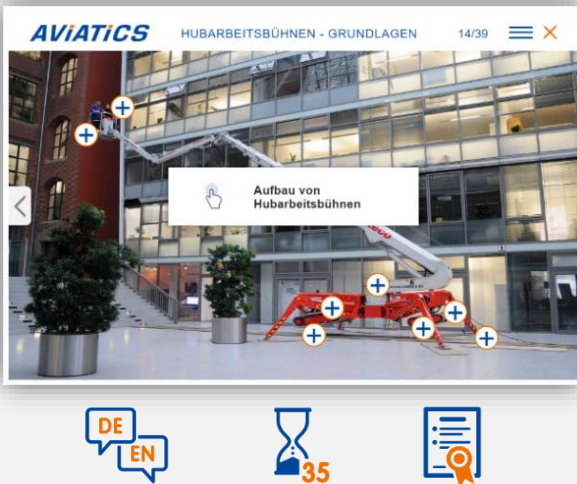 AViATiCS
HUBARBEITSBÜHNEN - GRUNDLAGEN
14/39
Aufbau von
Hubarbeitsbühnen
DE
EN
35